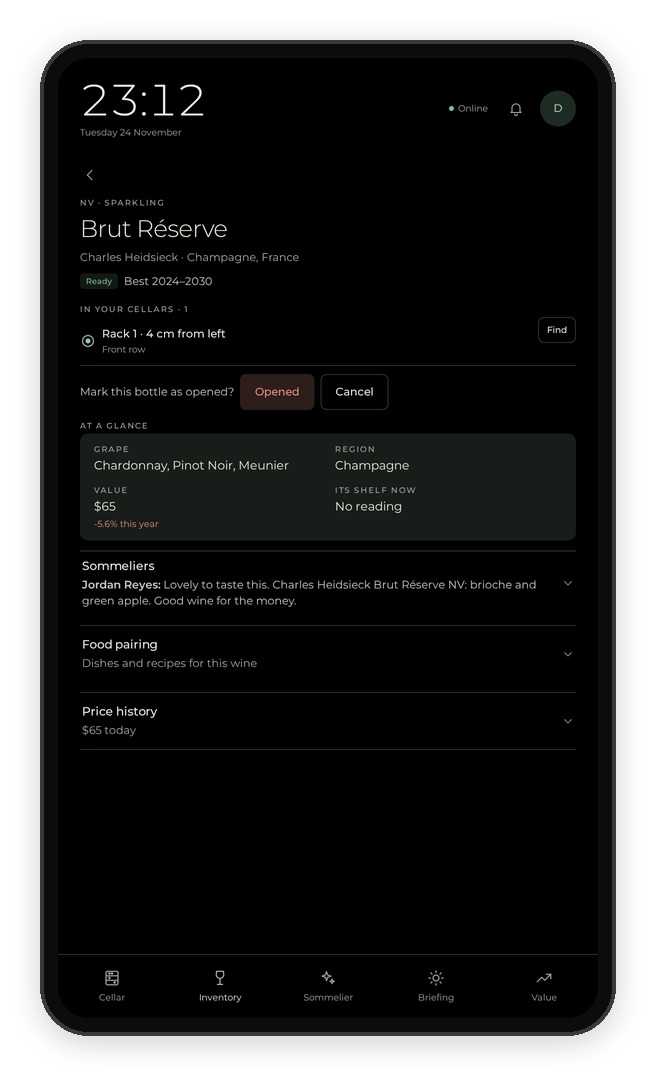 23:12
Tuesday 24 November
Online
D
NV · SPARKLING
Brut Réserve
Charles Heidsieck · Champagne, France
Ready Best 2024–2030
IN YOUR CELLARS · 1
Rack 1 · 4 cm from left
Front row
Find
Mark this bottle as opened? Opened Cancel
AT A GLANCE
GRAPE
Chardonnay, Pinot Noir, Meunier
REGION
Champagne
VALUE
$65
-5.6% this year
ITS SHELF NOW
No reading
Sommeliers
Jordan Reyes: Lovely to taste this. Charles Heidsieck Brut Réserve NV: brioche and
green apple. Good wine for the money.
Food pairing
Dishes and recipes for this wine
Price history
$65 today
Cellar
Inventory
Sommelier
Briefing
Value